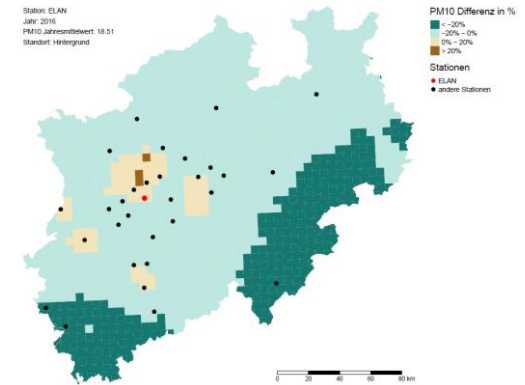 Station: ELAN
Jahr: 2016
PM10 Jahresmittelwert: 18.51
Standort: Hintergrund
PM10 Differenz in %
< −20%
−20% − 0%
0% − 20%
> 20%
Stationen
ELAN
andere Stationen
0 20 40 60 80 km